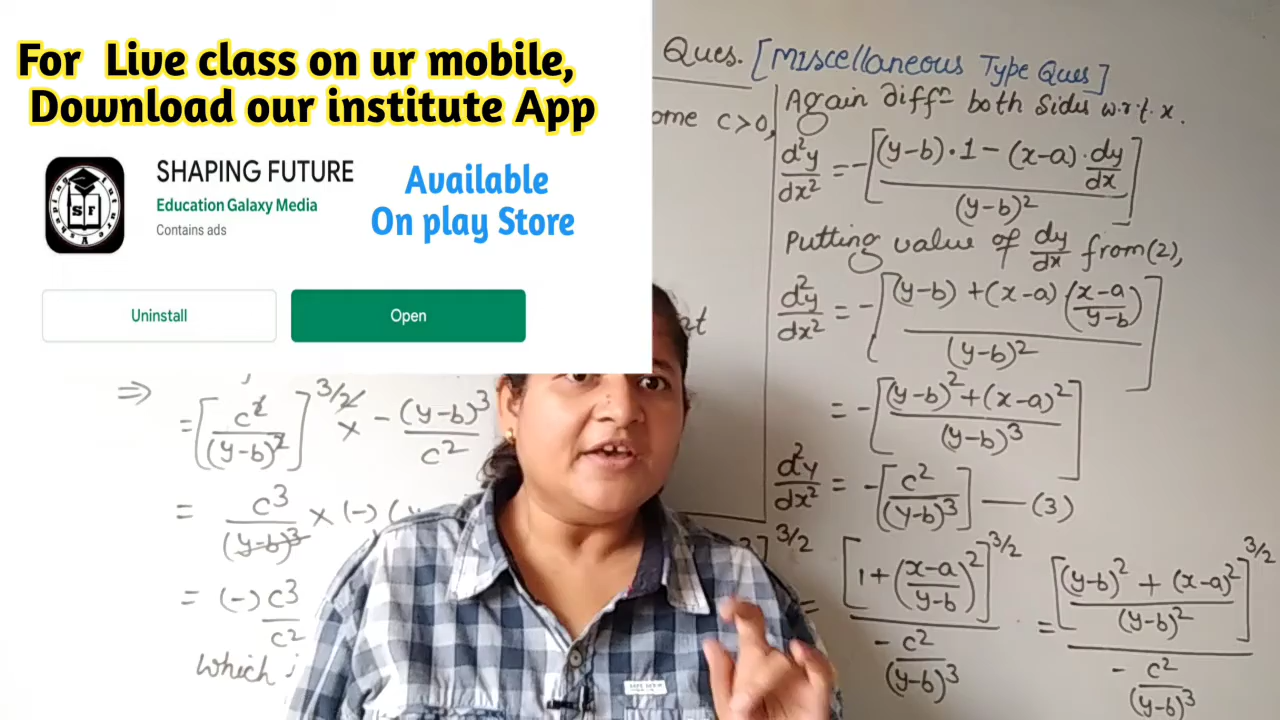 For Live class on ur mobile,
Download our institute App
SHAPING FUTURE
Education Galaxy Media
Contains ads
Available
On play Store
Uninstall
Open
SF
Ques. [Miscellaneous Type Ques]
ome c>0,
Again diffⁿ both sides w.r.t. x.
d²y/dx² = -[((y-b)·1-(x-a)·dy/dx)/(y-b)²]
Putting value of dy/dx from (2),
d²y/dx² = -[((y-b)+(x-a)((x-a)/(y-b)))/(y-b)²]
= -[((y-b)²+(x-a)²)/(y-b)³]
d²y/dx² = -[c²/(y-b)³] —(3)
3/2
= [1+((x-a)/(y-b))²]^3/2 / (-c²/(y-b)³) = [((y-b)²+(x-a)²)/(y-b)²]^3/2 / (-c²/(y-b)³)
⇒ = [c²/(y-b)²]^3/2 × -(y-b)³/c²
= c³/(y-b)³ × (-) (y
= (-) c³/c²
which i